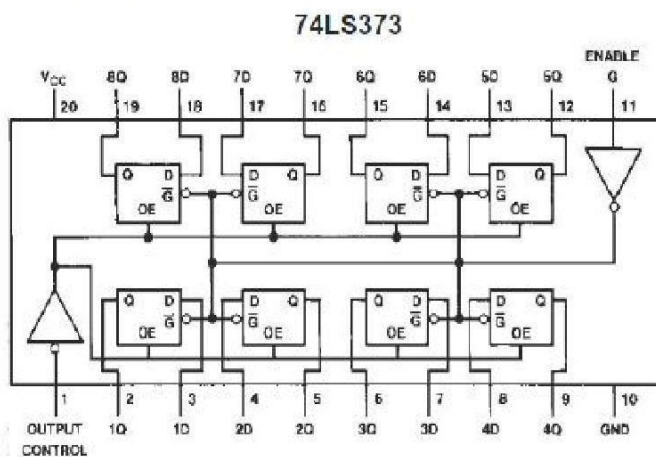 74LS373
ENABLE
VCC 8Q 8D 7D 7Q 6Q 6D 5D 5Q G
20 19 18 17 16 15 14 13 12 11
Q D D Q Q D D Q
G G G G
OE OE OE OE
Q D D Q Q D D Q
G G G G
OE OE OE OE
1 2 3 4 5 6 7 8 9 10
OUTPUT 1Q 1D 2D 2Q 3Q 3D 4D 4Q GND
CONTROL